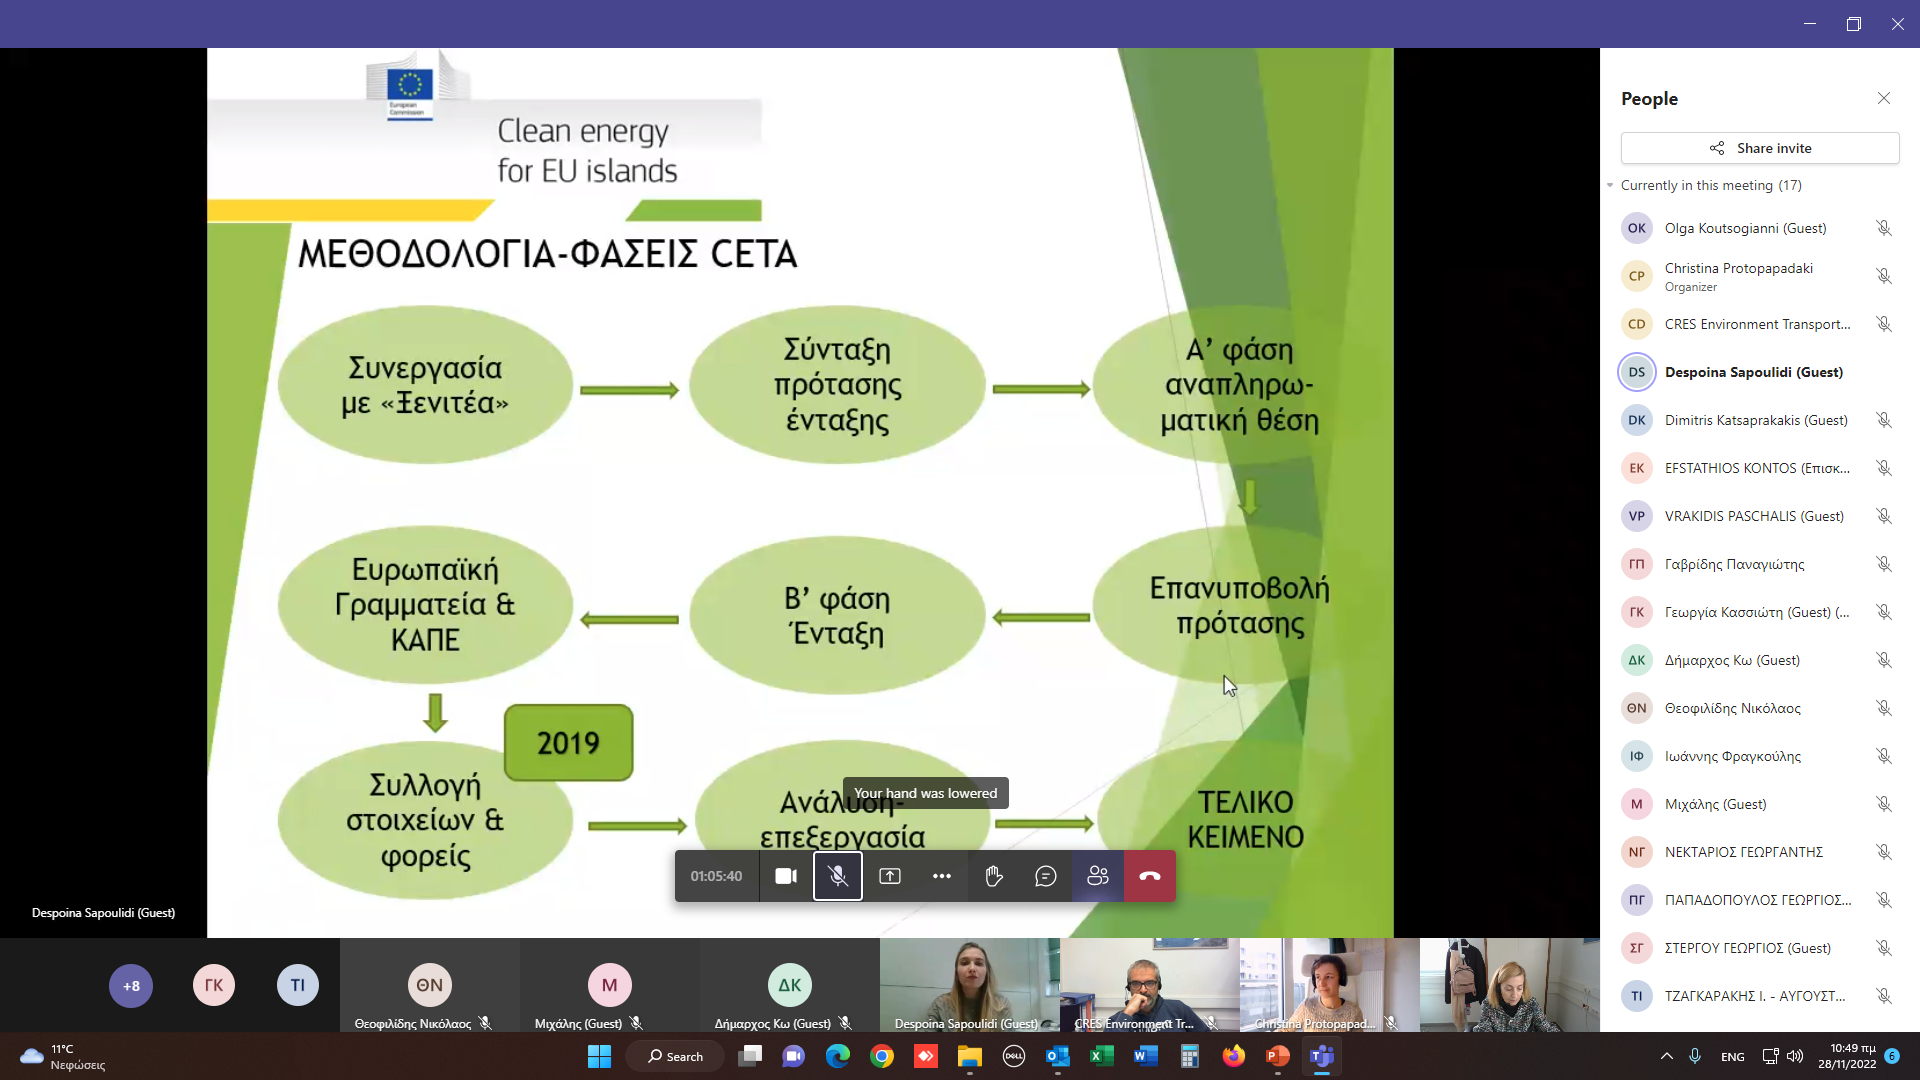 European
Commission
Clean energy
for EU islands
ΜΕΘΟΔΟΛΟΓΙΑ-ΦΑΣΕΙΣ CETA
Συνεργασία
με «Ξενιτέα»
Σύνταξη
πρότασης
ένταξης
Α’ φάση
αναπληρω-
ματική θέση
Ευρωπαϊκή
Γραμματεία &
ΚΑΠΕ
Β’ φάση
Ένταξη
Επανυποβολή
πρότασης
2019
Συλλογή
στοιχείων &
φορείς
Ανάλυση-
επεξεργασία
ΤΕΛΙΚΟ
ΚΕΙΜΕΝΟ
Your hand was lowered
01:05:40
Despoina Sapoulidi (Guest)
+8
ΓΚ
ΤΙ
ΘΝ
Θεοφιλίδης Νικόλαος
Μ
Μιχάλης (Guest)
ΔΚ
Δήμαρχος Κω (Guest)
Despoina Sapoulidi (Guest)
CRES Environment Tr...
Christina Protopapad...
People
Share invite
Currently in this meeting (17)
OK
Olga Koutsogianni (Guest)
CP
Christina Protopapadaki
Organizer
CD
CRES Environment Transport...
DS
Despoina Sapoulidi (Guest)
DK
Dimitris Katsaprakakis (Guest)
EK
EFSTATHIOS KONTOS (Επισκ...
VP
VRAKIDIS PASCHALIS (Guest)
ΓΠ
Γαβρίδης Παναγιώτης
ΓΚ
Γεωργία Κασσιώτη (Guest) (...
ΔΚ
Δήμαρχος Κω (Guest)
ΘΝ
Θεοφιλίδης Νικόλαος
ΙΦ
Ιωάννης Φραγκούλης
Μ
Μιχάλης (Guest)
ΝΓ
ΝΕΚΤΑΡΙΟΣ ΓΕΩΡΓΑΝΤΗΣ
ΠΓ
ΠΑΠΑΔΟΠΟΥΛΟΣ ΓΕΩΡΓΙΟΣ...
ΣΓ
ΣΤΕΡΓΟΥ ΓΕΩΡΓΙΟΣ (Guest)
ΤΙ
ΤΖΑΓΚΑΡΑΚΗΣ Ι. - ΑΥΓΟΥΣΤ...
11°C
Νεφώσεις
Search
DELL
ENG
10:49 πμ
28/11/2022
6